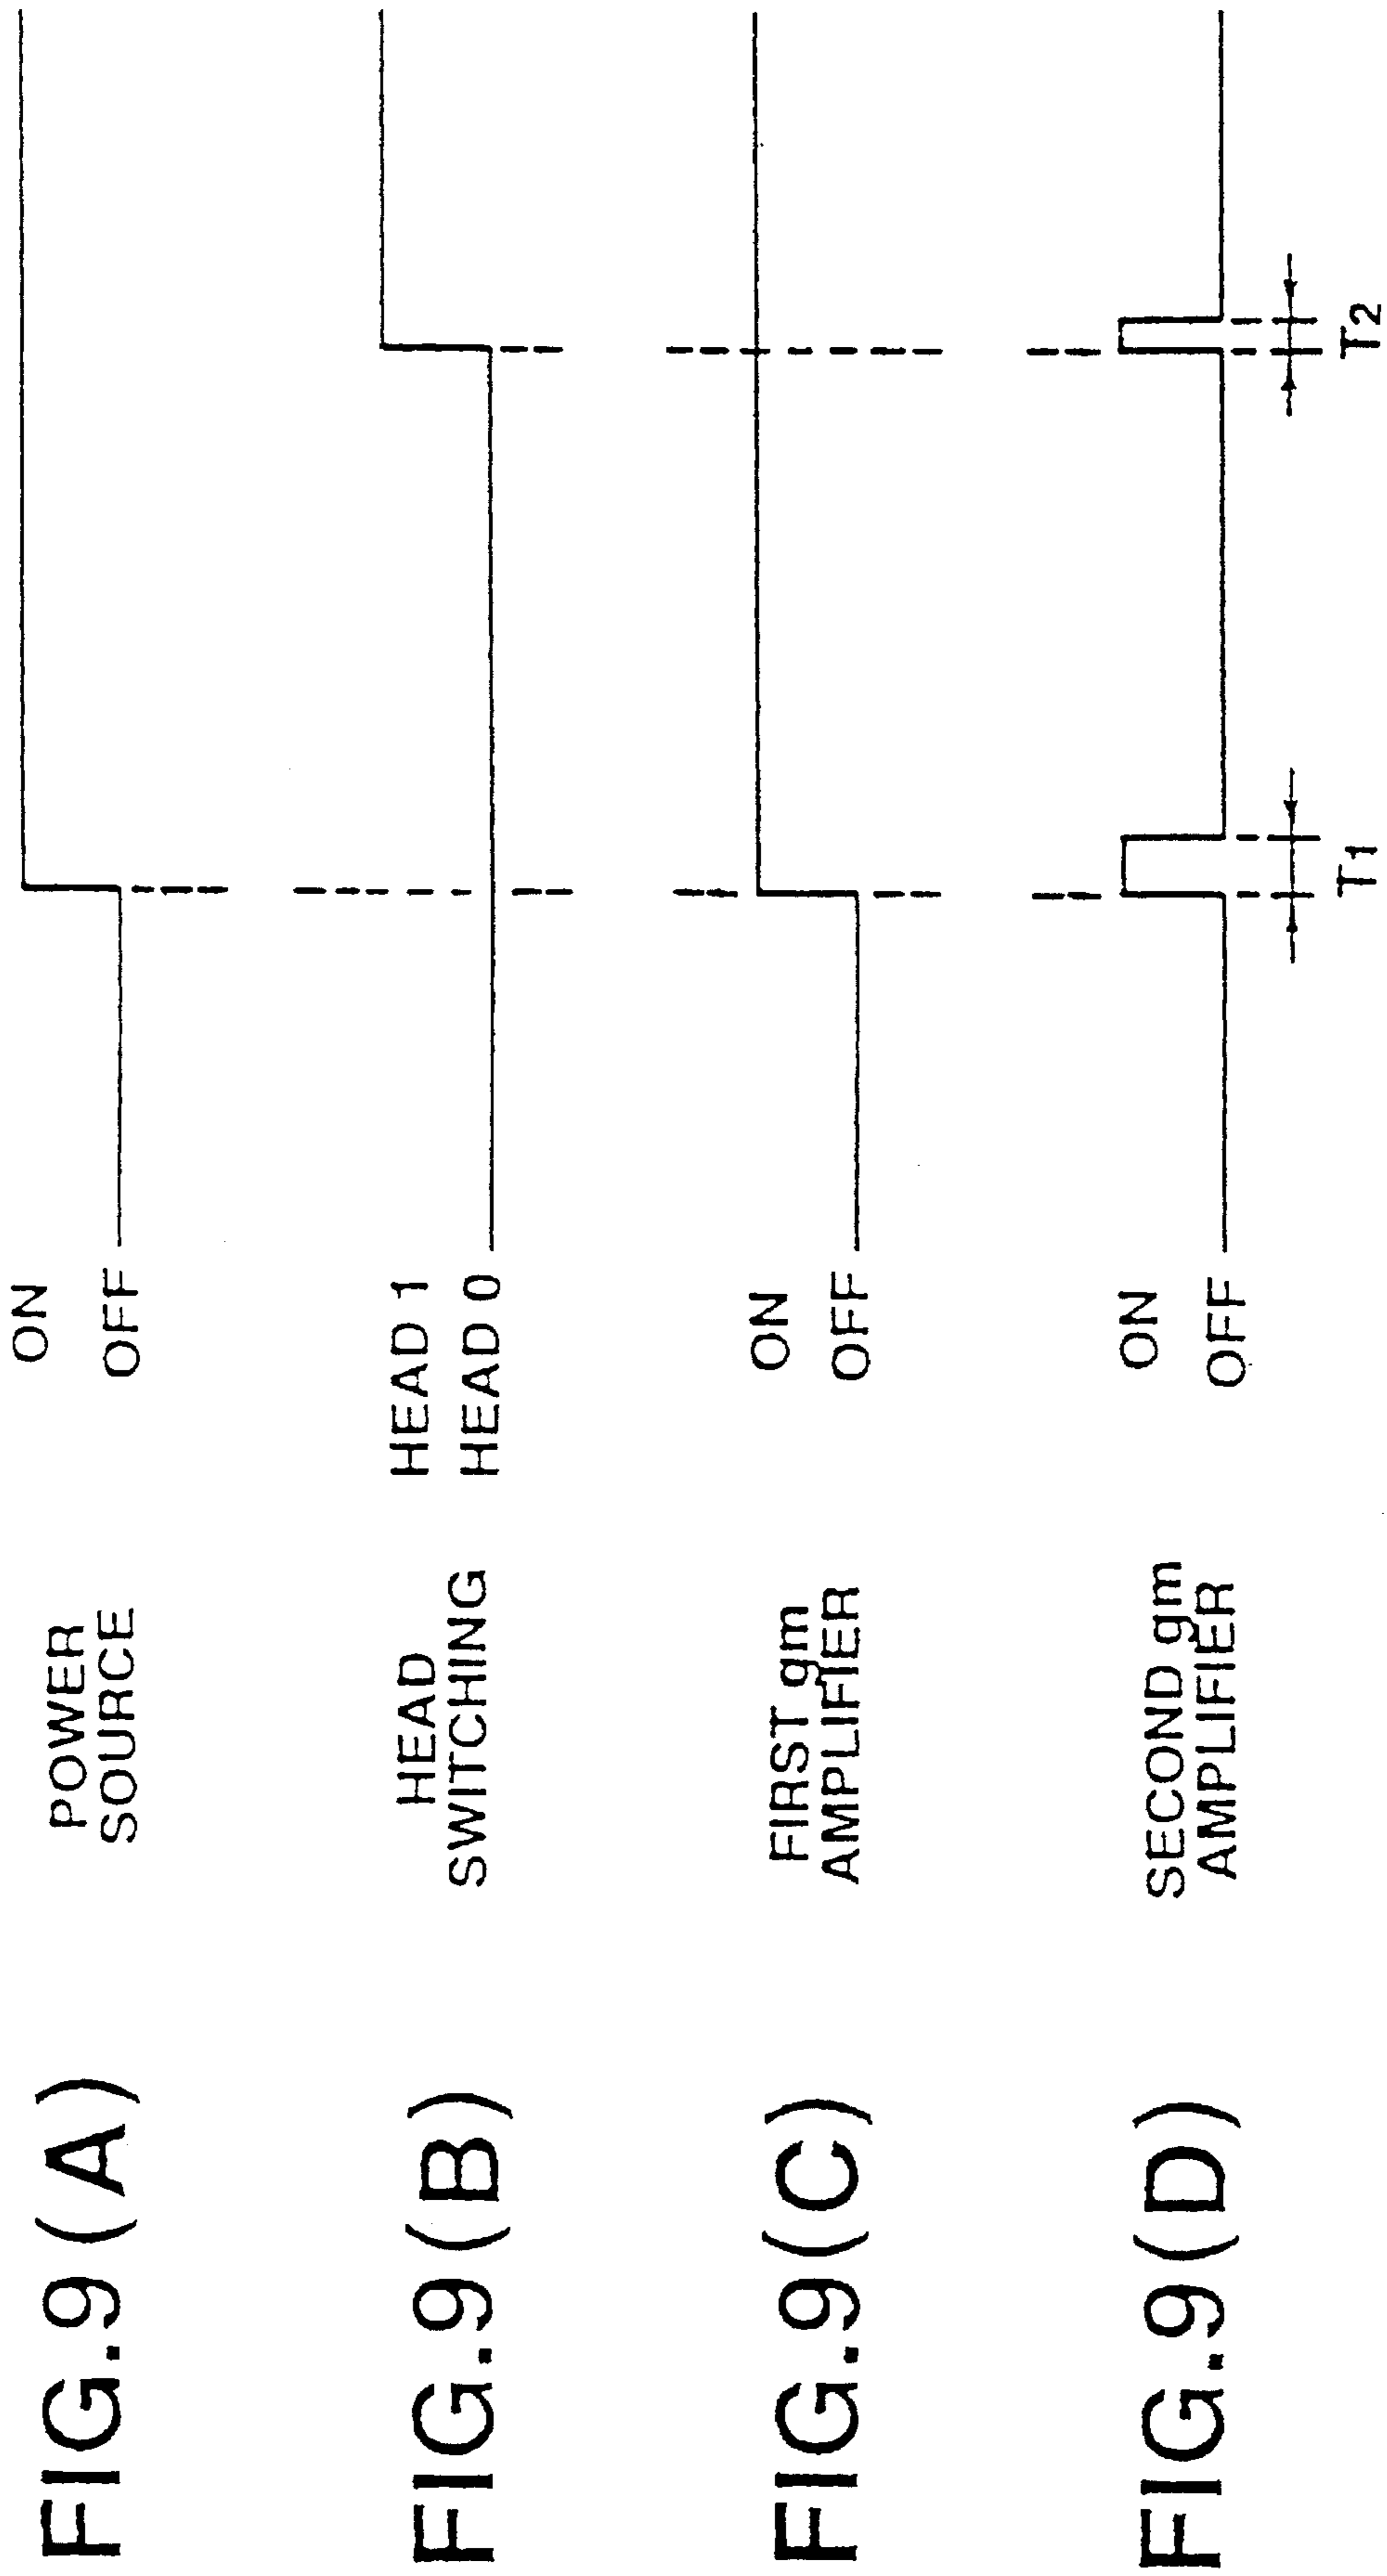 FIG.9(A)
POWER
SOURCE
ON
OFF
FIG.9(B)
HEAD
SWITCHING
HEAD 1
HEAD 0
FIG.9(C)
FIRST gm
AMPLIFIER
ON
OFF
FIG.9(D)
SECOND gm
AMPLIFIER
ON
OFF
T1
T2